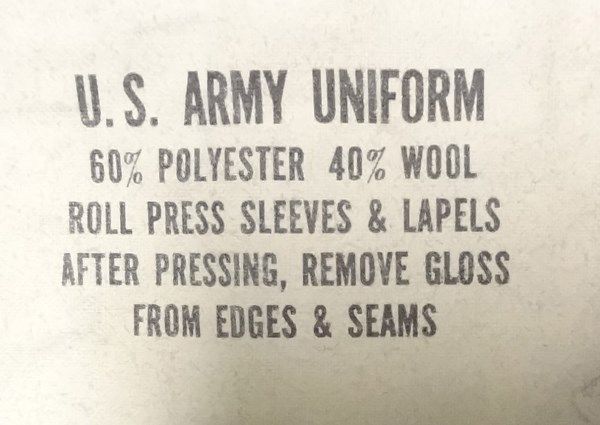 U.S. ARMY UNIFORM
60% POLYESTER 40% WOOL
ROLL PRESS SLEEVES & LAPELS
AFTER PRESSING, REMOVE GLOSS
FROM EDGES & SEAMS